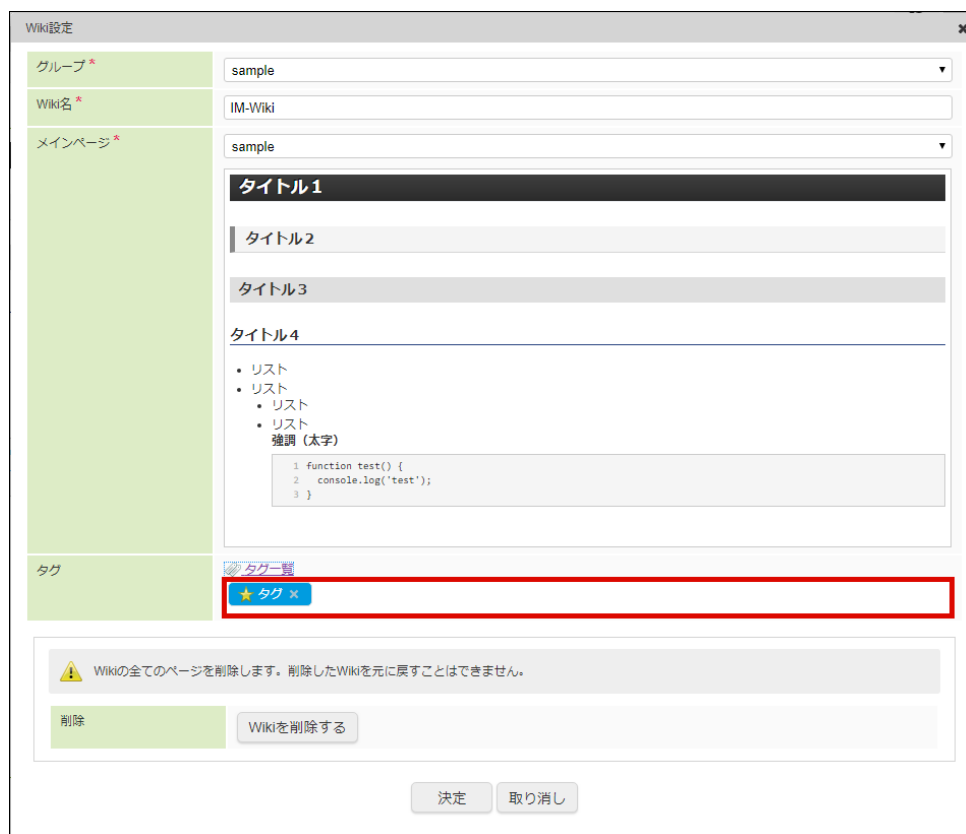 Wiki設定
グループ *
sample
Wiki名 *
IM-Wiki
メインページ *
sample
タイトル1
タイトル2
タイトル3
タイトル4
• リスト
• リスト
• リスト
• リスト
強調（太字）
1 function test() {
2 console.log('test');
3 }
タグ
タグ一覧
タグ ×
Wikiの全てのページを削除します。削除したWikiを元に戻すことはできません。
削除
Wikiを削除する
決定 取り消し